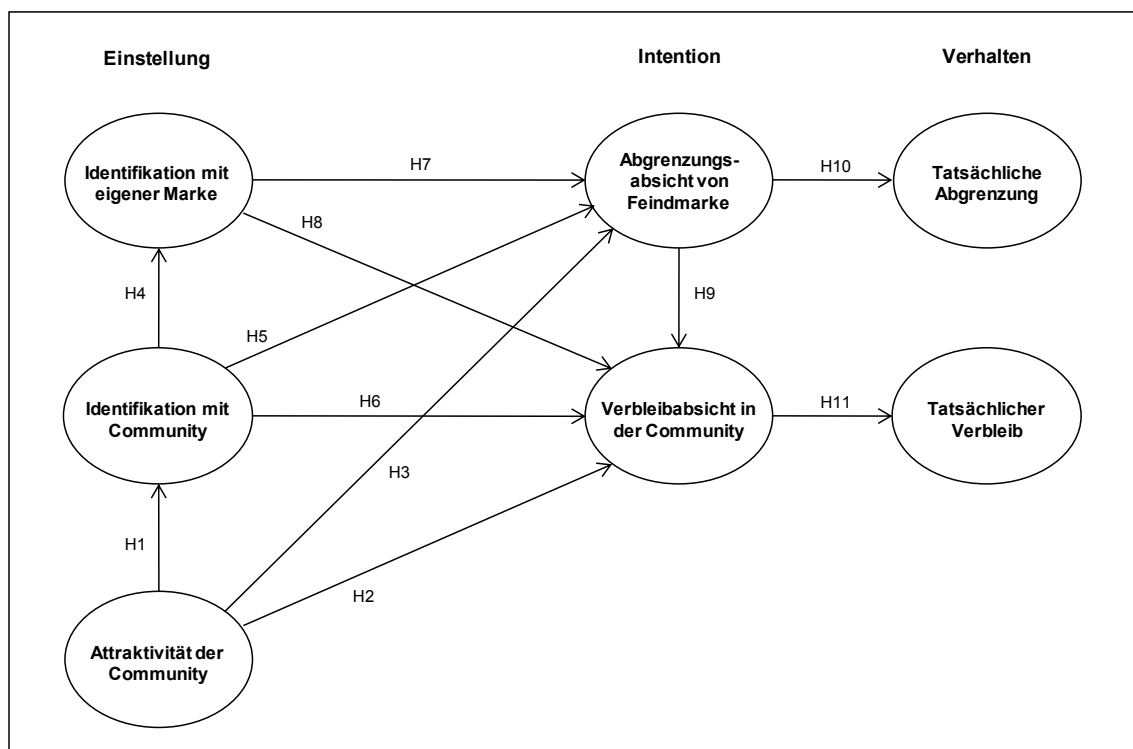 Einstellung
Intention
Verhalten
Identifikation mit
eigener Marke
H7
Abgrenzungs-
absicht von
Feindmarke
H10
Tatsächliche
Abgrenzung
H8
H4
H5
H9
Identifikation mit
Community
H6
Verbleibabsicht in
der Community
H11
Tatsächlicher
Verbleib
H3
H1
H2
Attraktivität der
Community